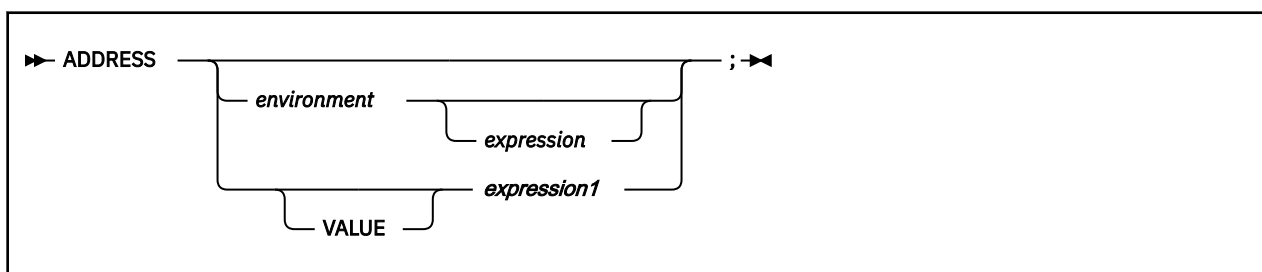 ADDRESS ;
environment
expression
expression1
VALUE